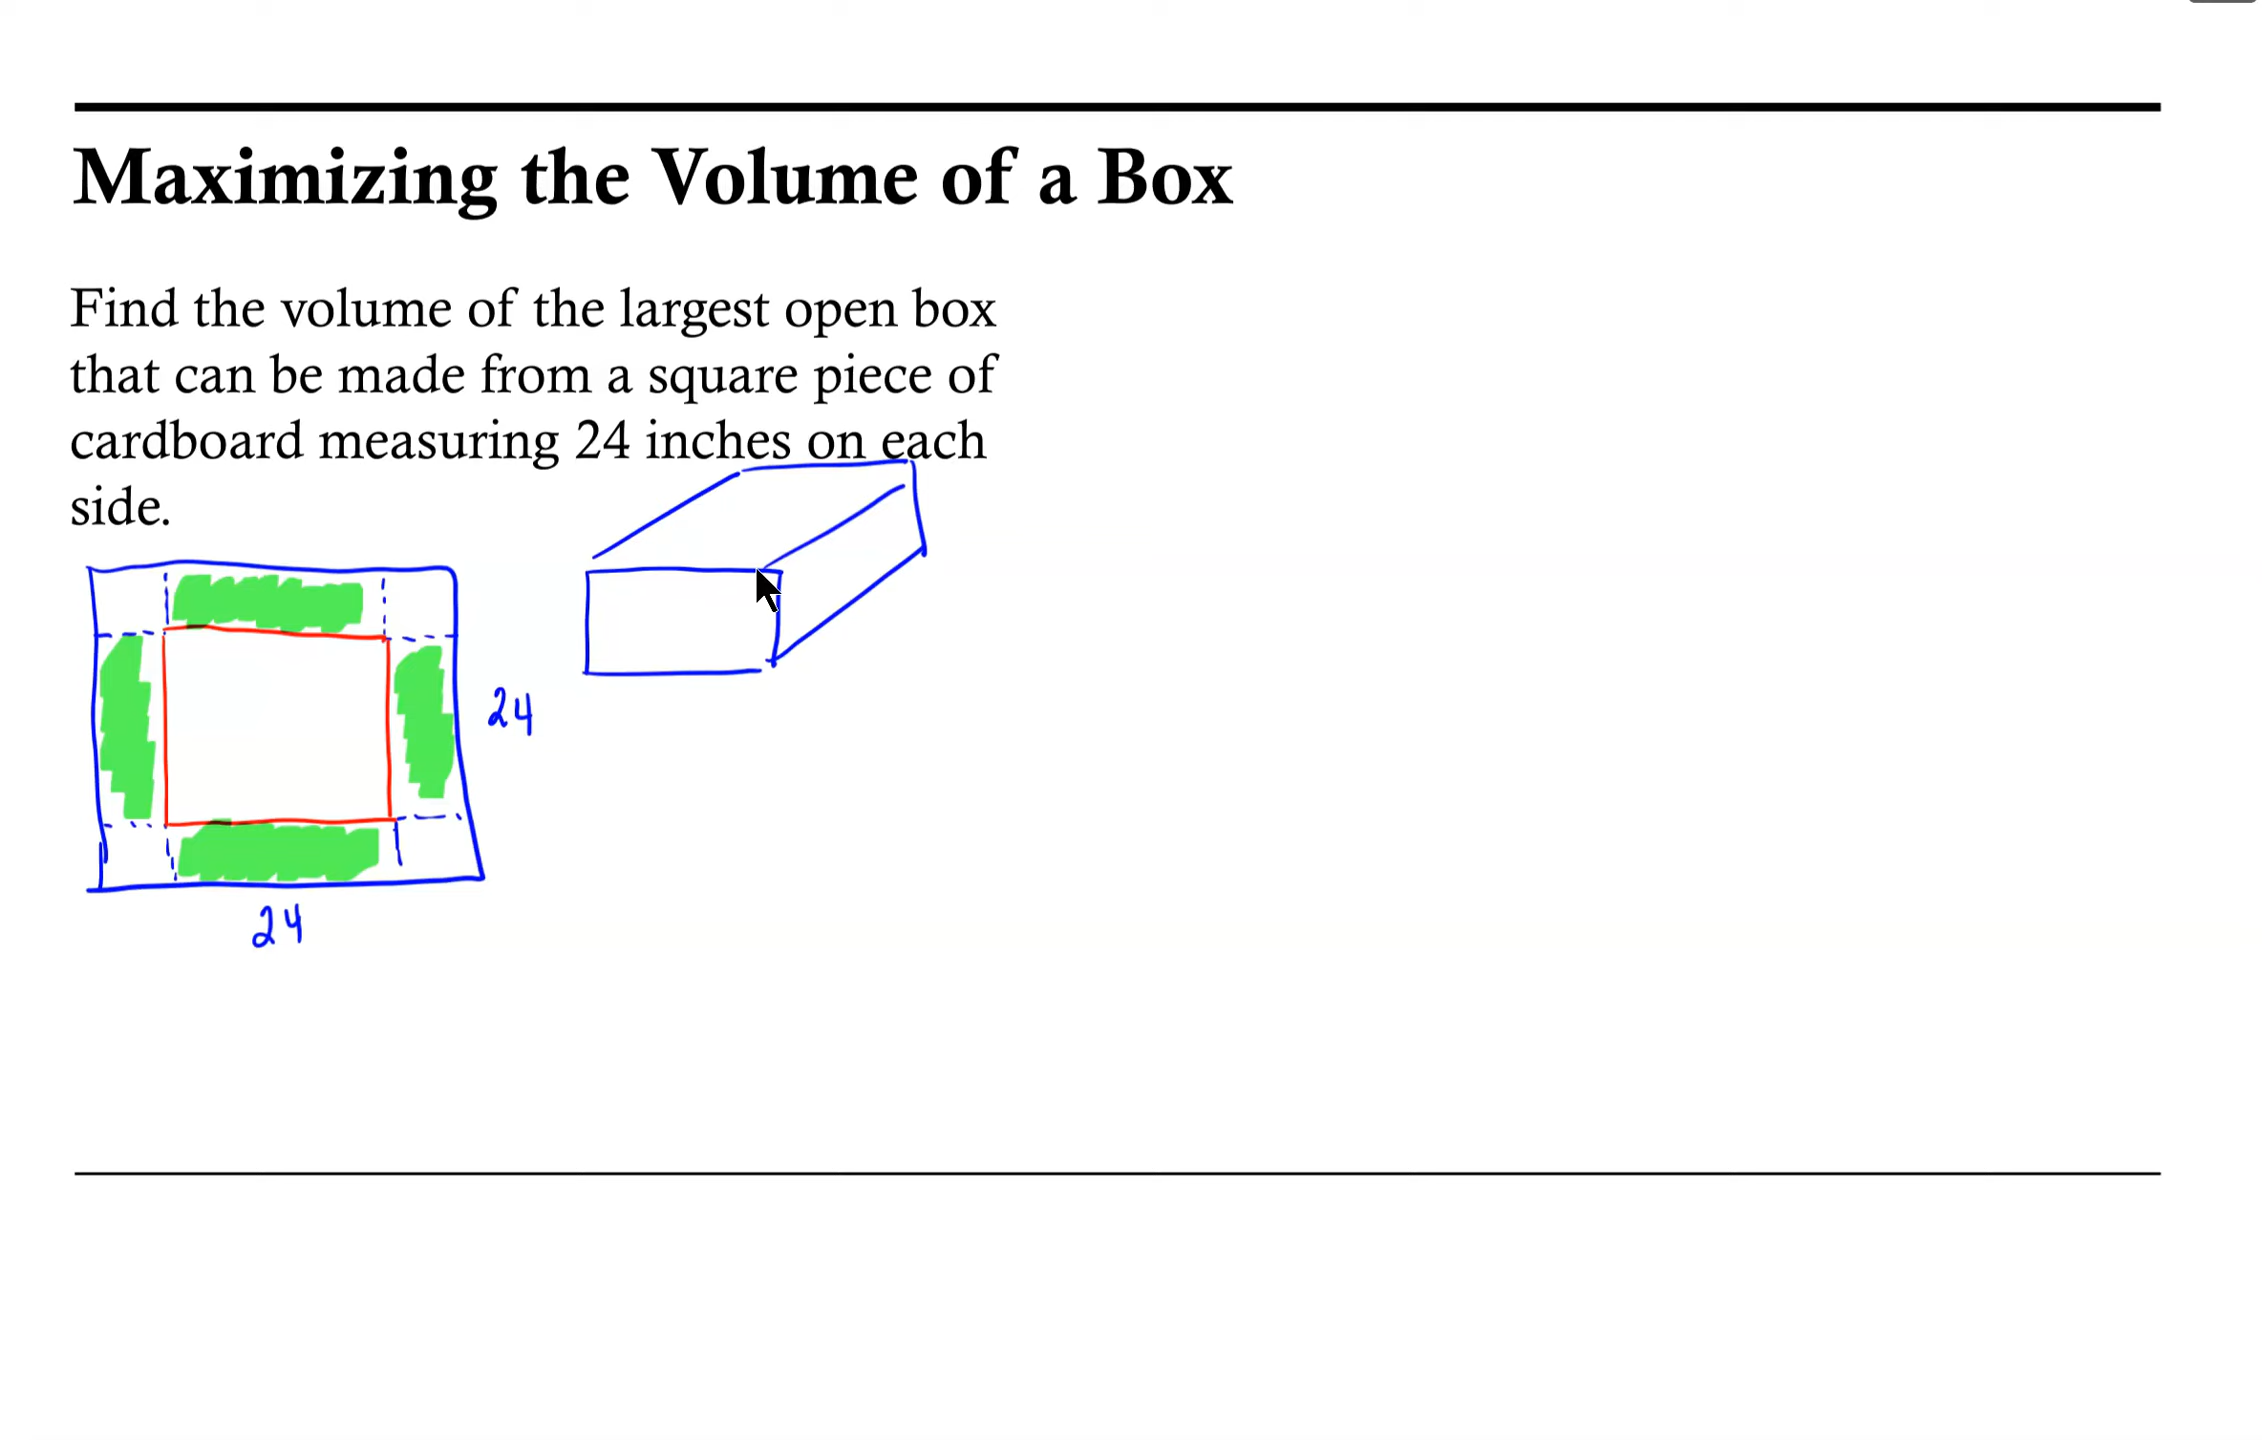 Maximizing the Volume of a Box
Find the volume of the largest open box
that can be made from a square piece of
cardboard measuring 24 inches on each
side.
24
24